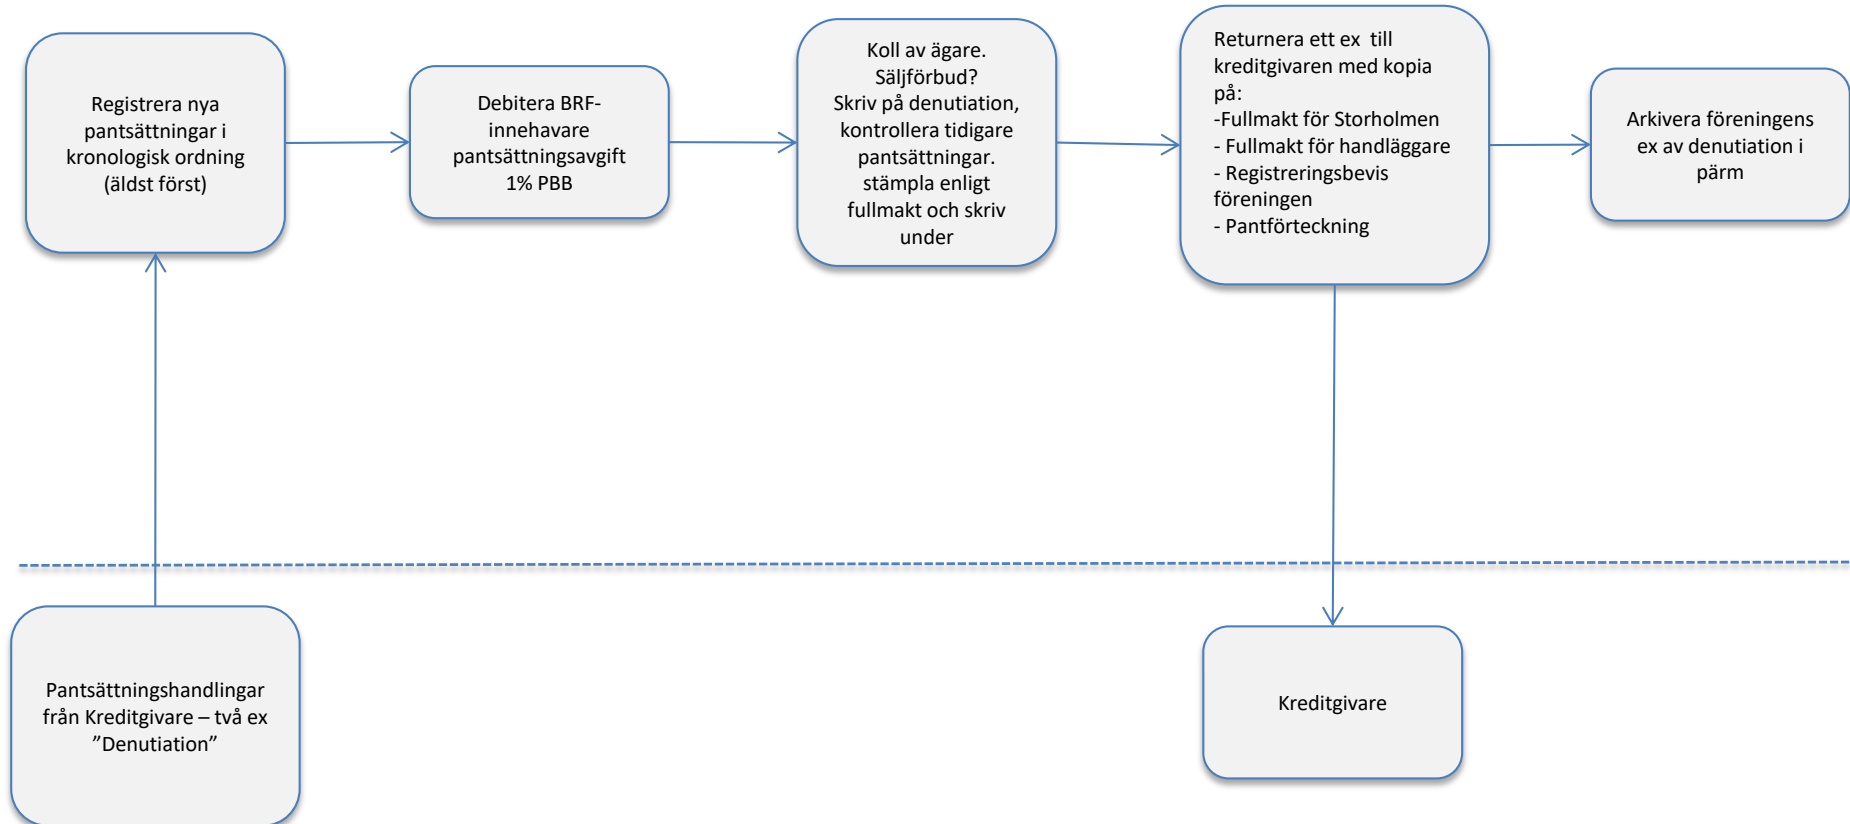 Registrera nya
pantsättningar i
kronologisk ordning
(äldst först)
Debitera BRF-
innehavare
pantsättningsavgift
1% PBB
Koll av ägare.
Säljförbud?
Skriv på denutiation,
kontrollera tidigare
pantsättningar.
stämpla enligt
fullmakt och skriv
under
Returnera ett ex till
kreditgivaren med kopia
på:
-Fullmakt för Storholmen
- Fullmakt för handläggare
- Registreringsbevis
föreningen
- Pantförteckning
Arkivera föreningens
ex av denutiation i
pärm
Pantsättningshandlingar
från Kreditgivare – två ex
”Denutiation”
Kreditgivare